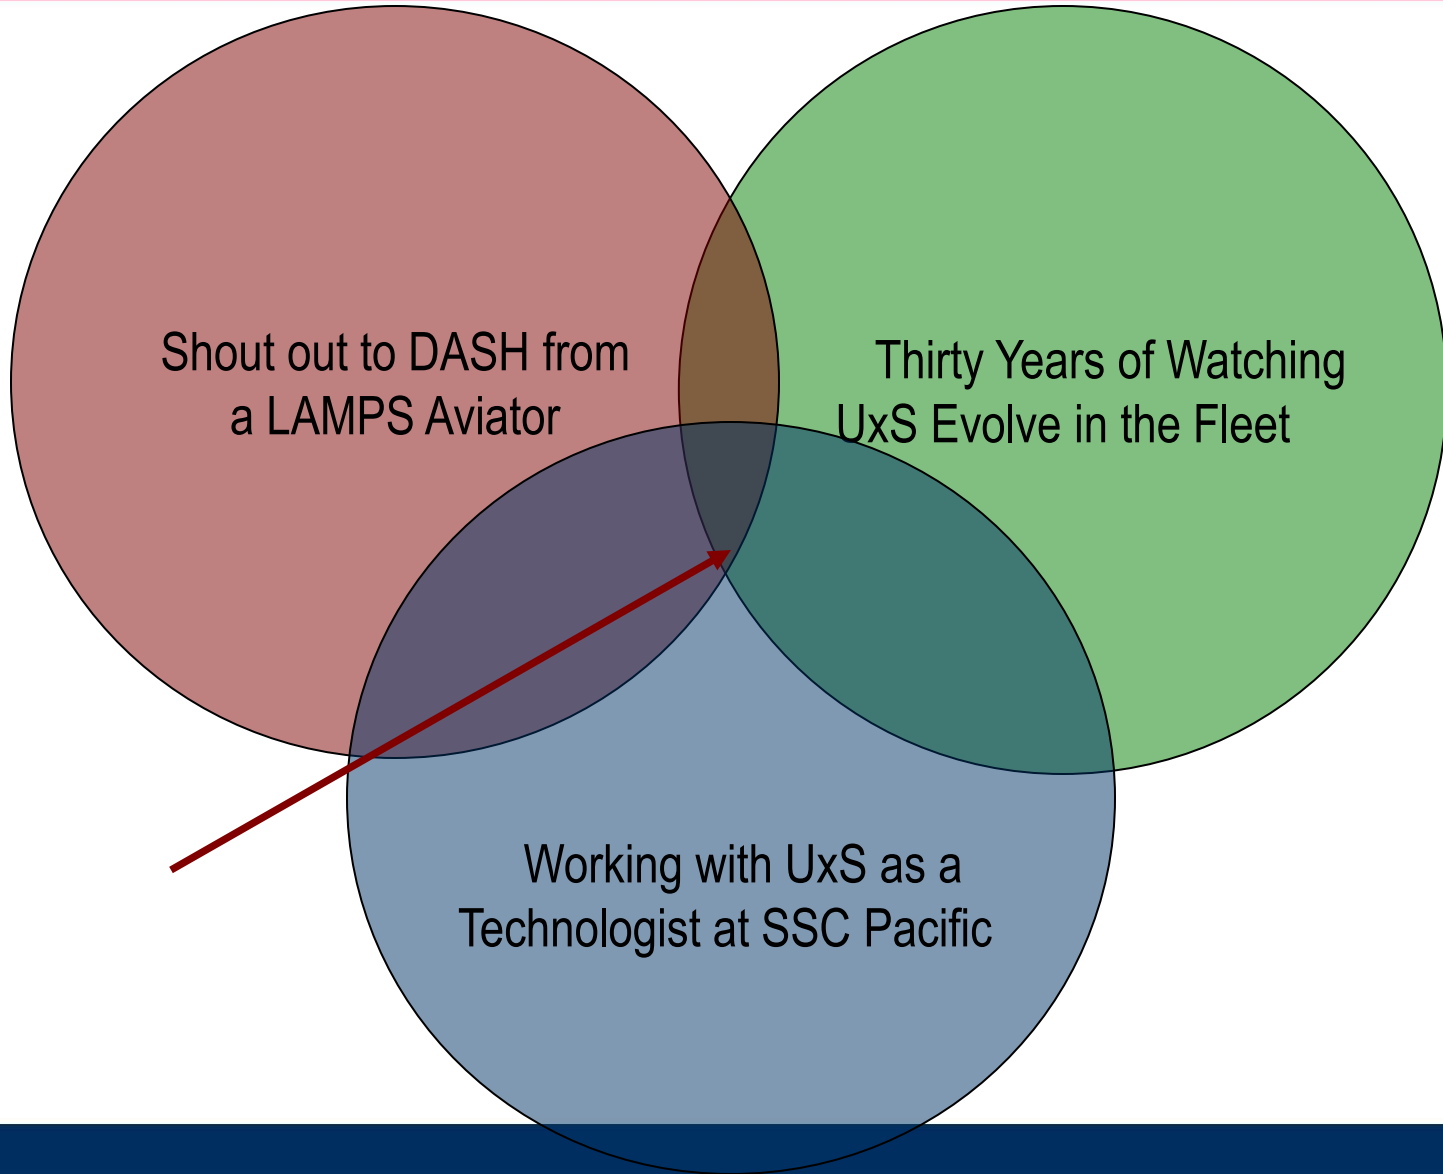 Shout out to DASH from
a LAMPS Aviator
Thirty Years of Watching
UxS Evolve in the Fleet
Working with UxS as a
Technologist at SSC Pacific